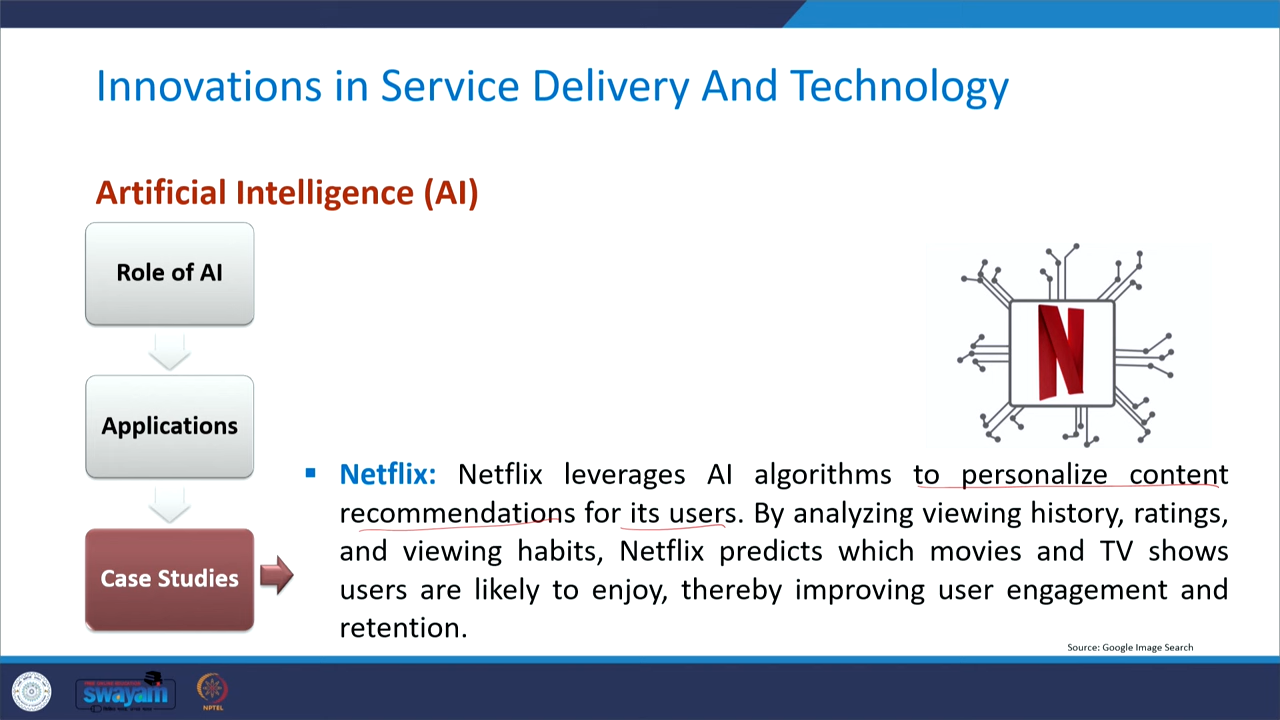 Innovations in Service Delivery And Technology
Artificial Intelligence (AI)
Role of AI
Applications
Case Studies
N
▪ Netflix: Netflix leverages AI algorithms to personalize content
recommendations for its users. By analyzing viewing history, ratings,
and viewing habits, Netflix predicts which movies and TV shows
users are likely to enjoy, thereby improving user engagement and
retention.
Source: Google Image Search
swayam
NPTEL